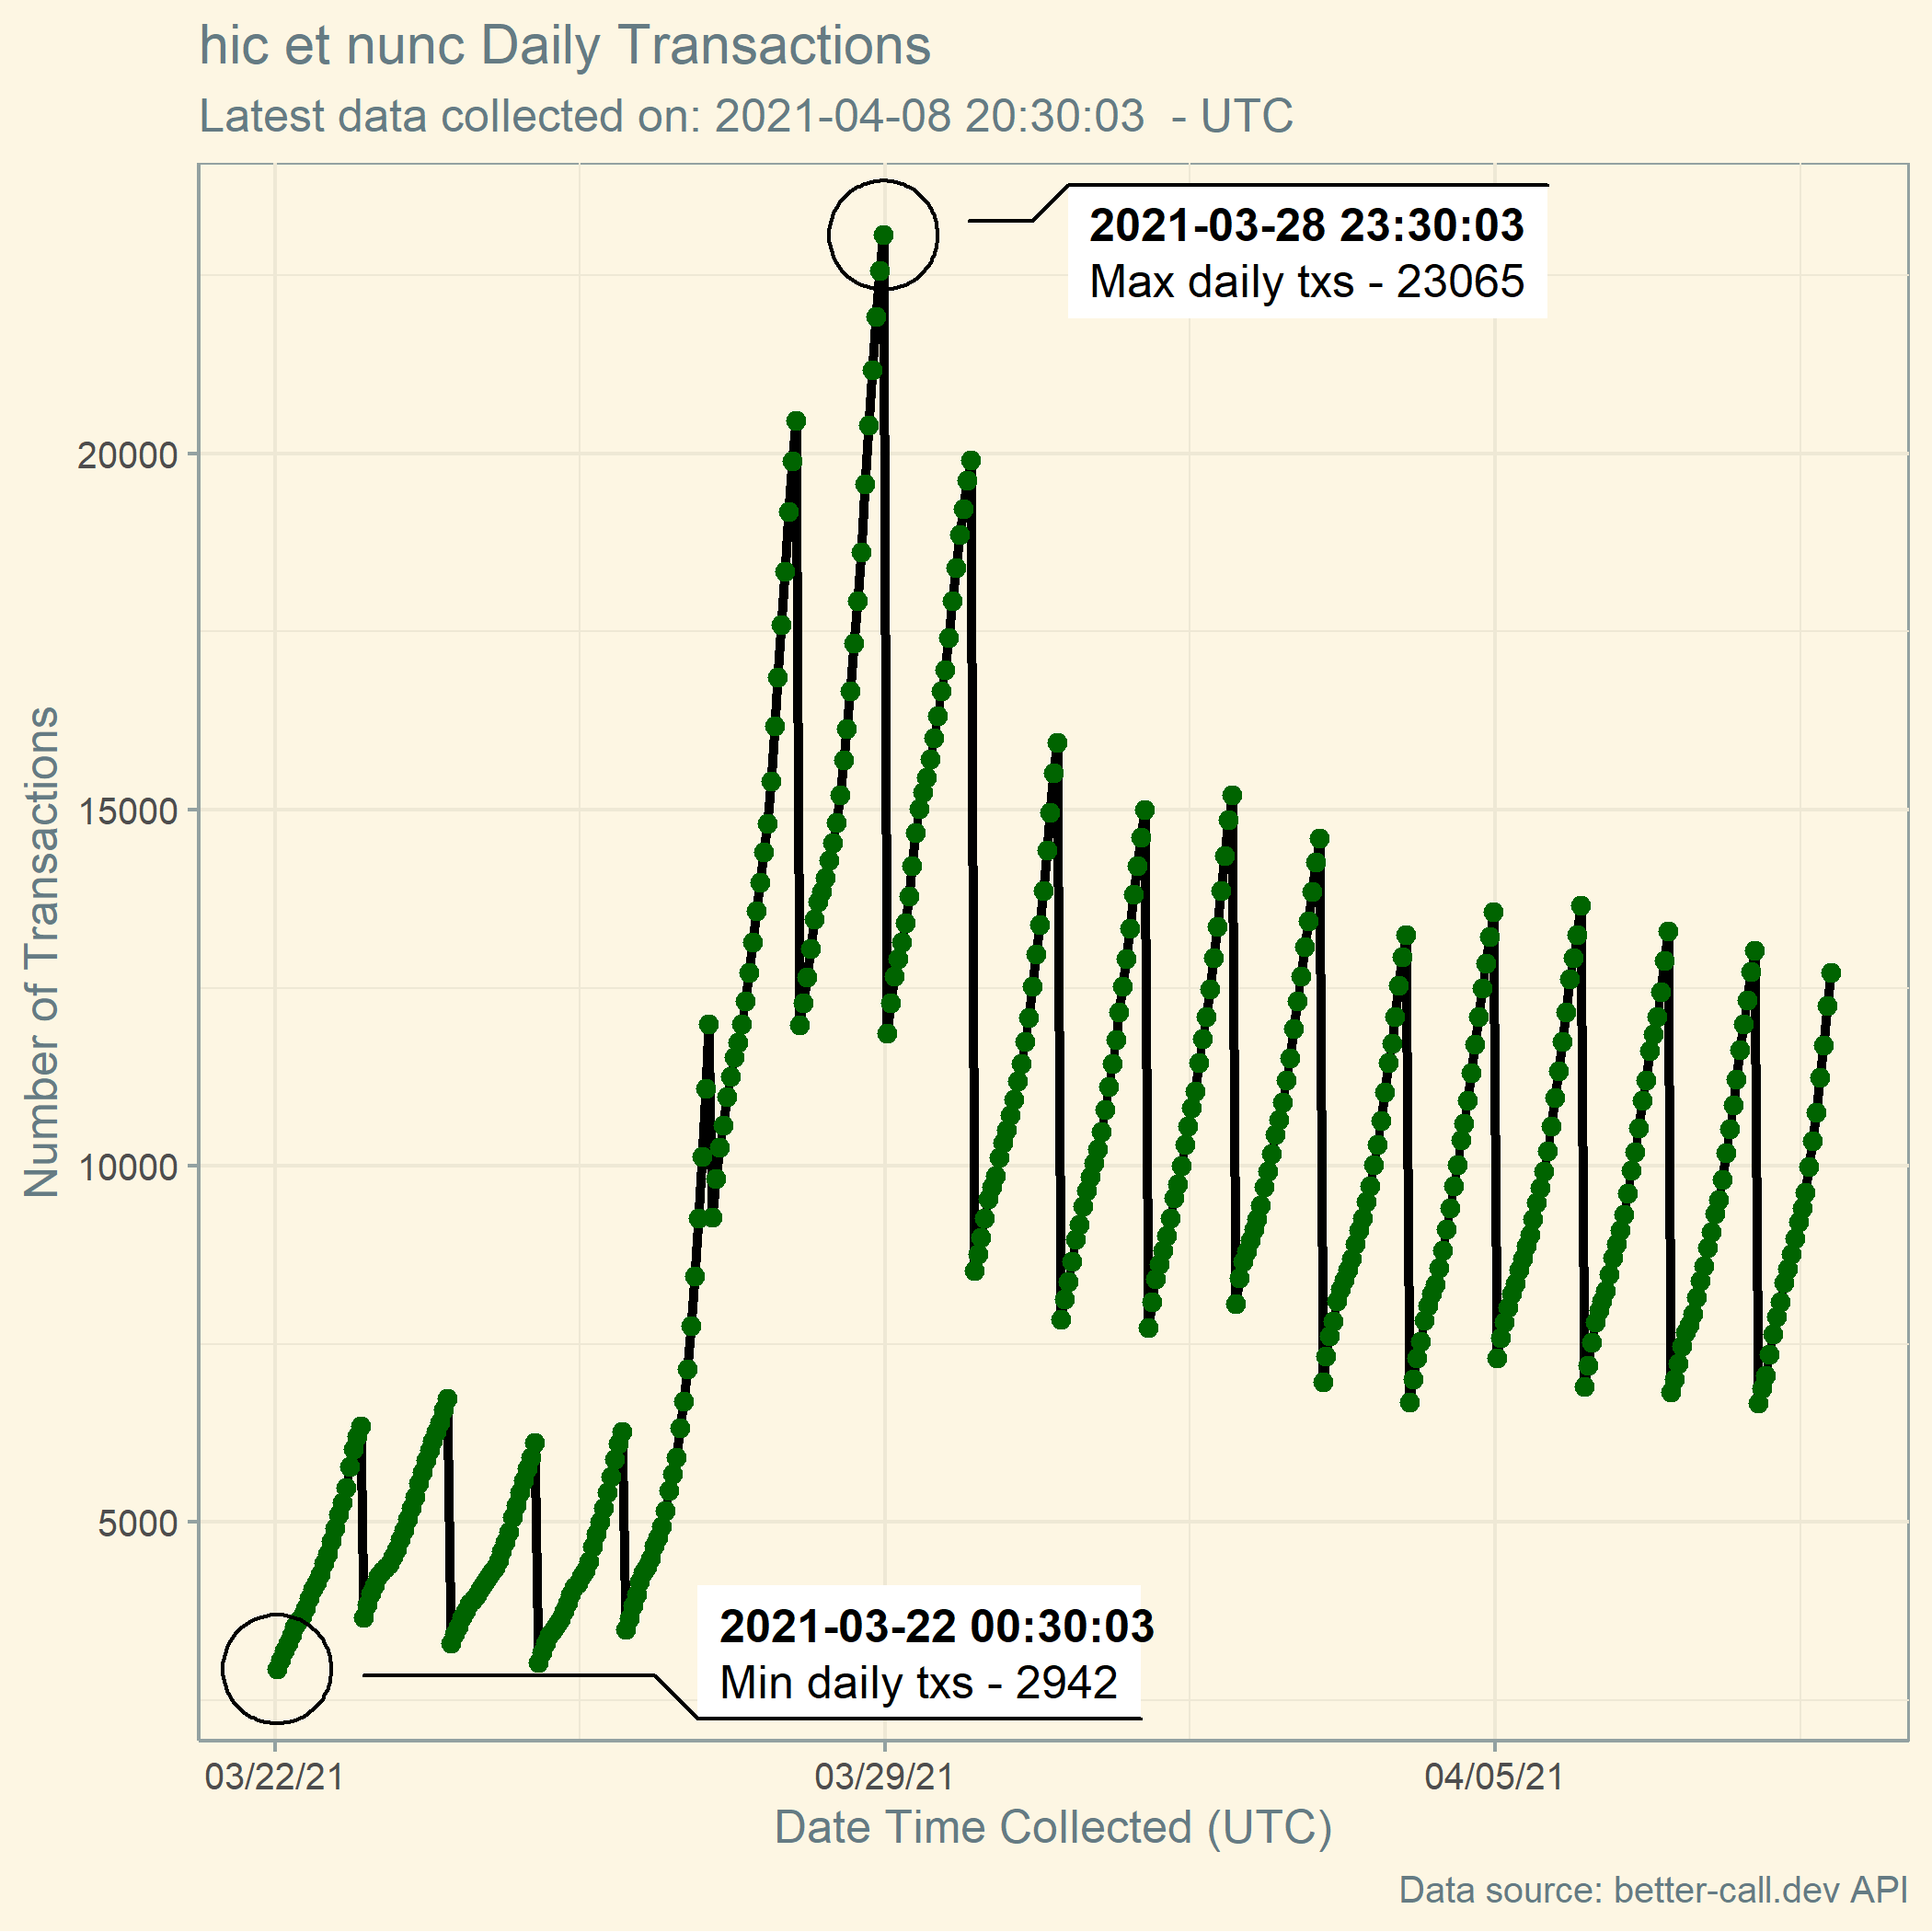 hic et nunc Daily Transactions
Latest data collected on: 2021-04-08 20:30:03  - UTC
2021-03-28 23:30:03
Max daily txs - 23065
20000
15000
10000
5000
Number of Transactions
2021-03-22 00:30:03
Min daily txs - 2942
03/22/21
03/29/21
04/05/21
Date Time Collected (UTC)
Data source: better-call.dev API